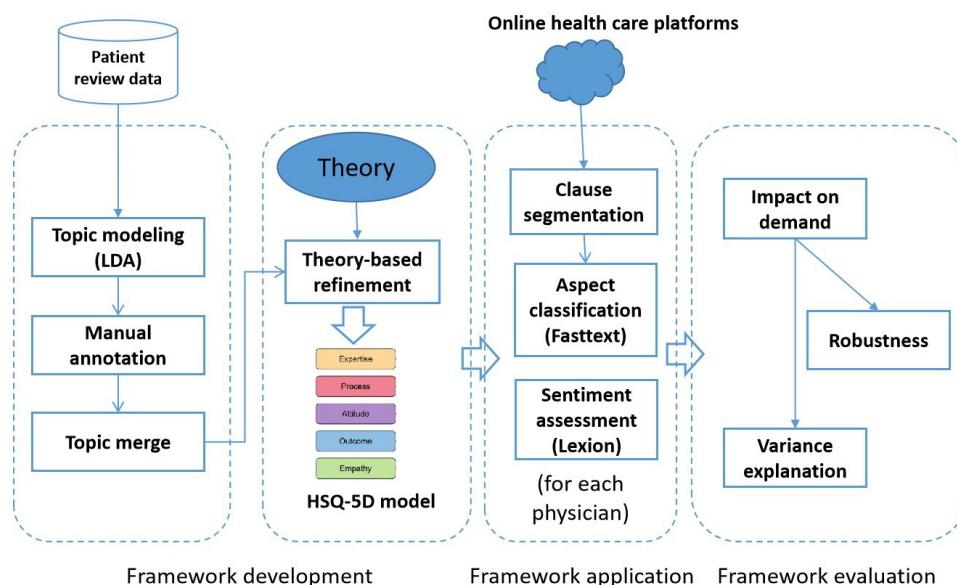 Online health care platforms
Patient
review data
Topic modeling
(LDA)
Manual
annotation
Topic merge
Theory
Theory-based
refinement
Expertise
Process
Attitude
Outcome
Empathy
HSQ-5D model
Clause
segmentation
Aspect
classification
(Fasttext)
Sentiment
assessment
(Lexion)
(for each
physician)
Impact on
demand
Robustness
Variance
explanation
Framework development
Framework application
Framework evaluation